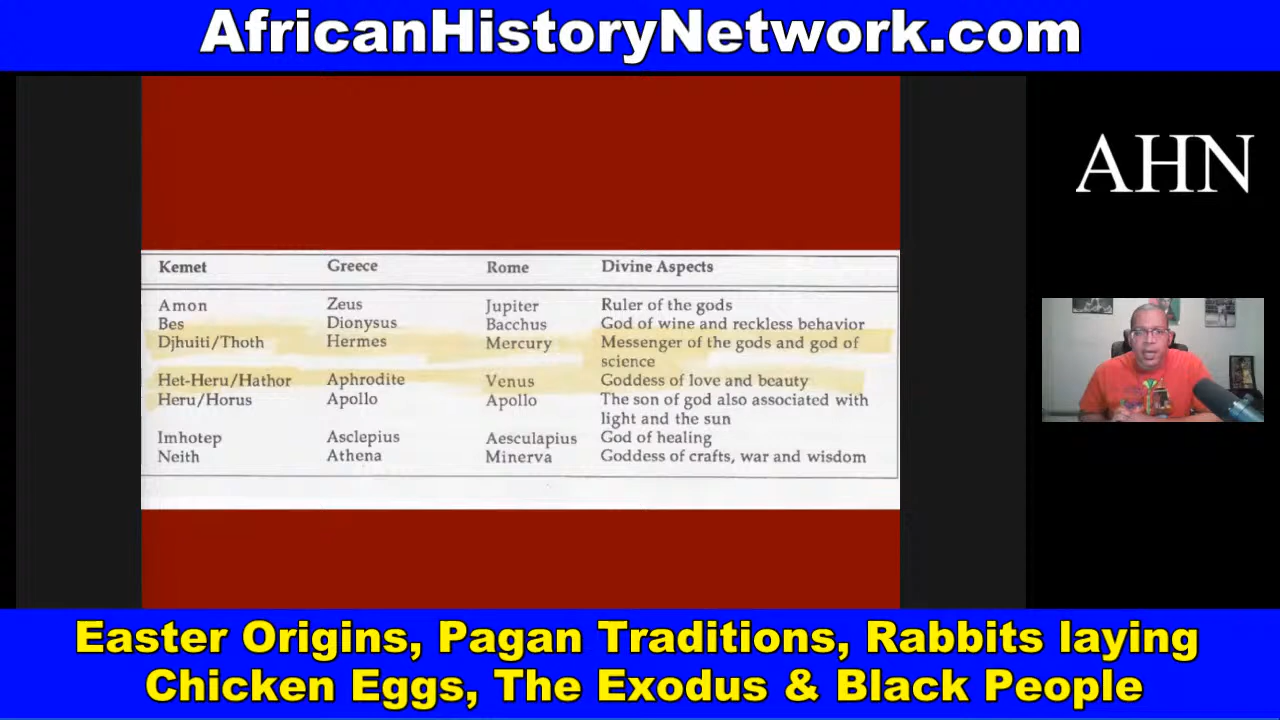 AfricanHistoryNetwork.com
AHN
Kemet Greece Rome Divine Aspects
Amon Zeus Jupiter Ruler of the gods
Bes Dionysus Bacchus God of wine and reckless behavior
Djhuiti/Thoth Hermes Mercury Messenger of the gods and god of
science
Het-Heru/Hathor Aphrodite Venus Goddess of love and beauty
Heru/Horus Apollo Apollo The son of god also associated with
light and the sun
Imhotep Asclepius Aesculapius God of healing
Neith Athena Minerva Goddess of crafts, war and wisdom
Easter Origins, Pagan Traditions, Rabbits laying
Chicken Eggs, The Exodus & Black People